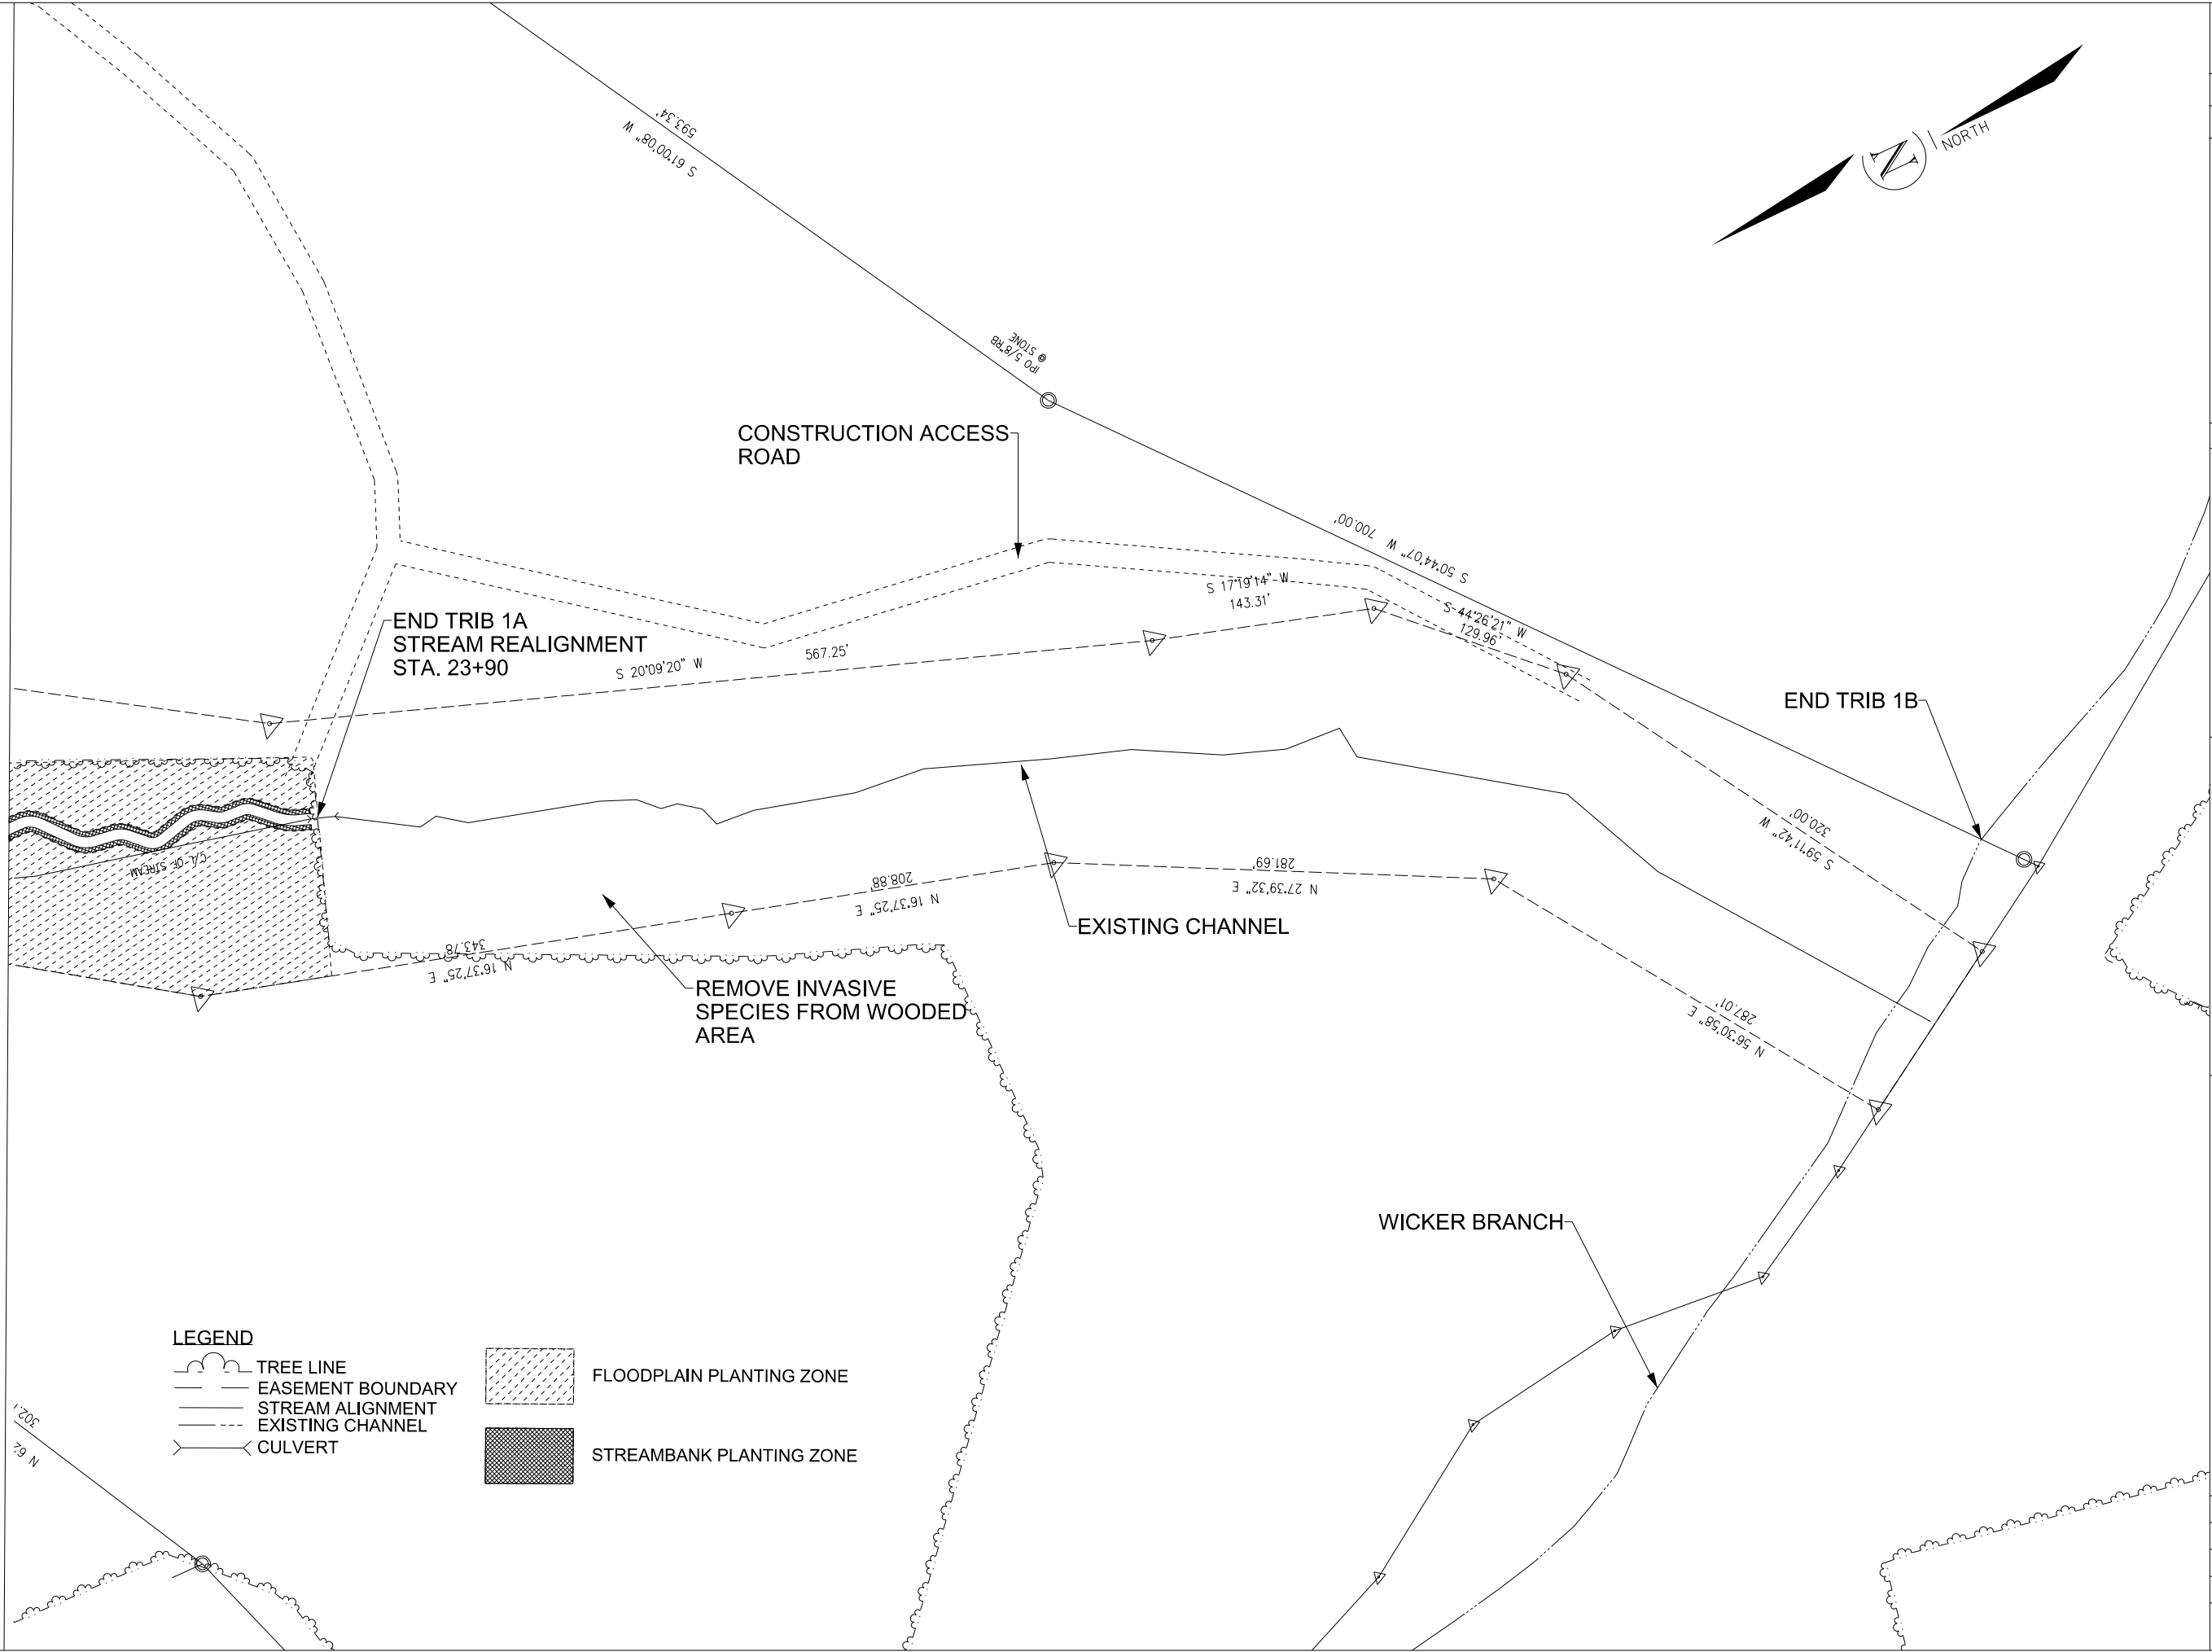 593.34'
S 61°00'08" W
N
NORTH
IPO 5/8"RB
@ STONE
CONSTRUCTION ACCESS
ROAD
S 50°44'07" W 700.00'
S 17°19'14" W
143.31'
S 44°26'21" W
129.96'
END TRIB 1A
STREAM REALIGNMENT
STA. 23+90
S 20°09'20" W
567.25'
END TRIB 1B
320.00'
S 59°11'42" W
C/L OF STREAM
281.69'
N 27°39'32" E
208.88'
N 16°37'25" E
EXISTING CHANNEL
343.78'
N 16°37'25" E
REMOVE INVASIVE
SPECIES FROM WOODED
AREA
287.01'
N 56°30'58" E
WICKER BRANCH
LEGEND
TREE LINE
EASEMENT BOUNDARY
STREAM ALIGNMENT
EXISTING CHANNEL
CULVERT
FLOODPLAIN PLANTING ZONE
STREAMBANK PLANTING ZONE
302.
N 62